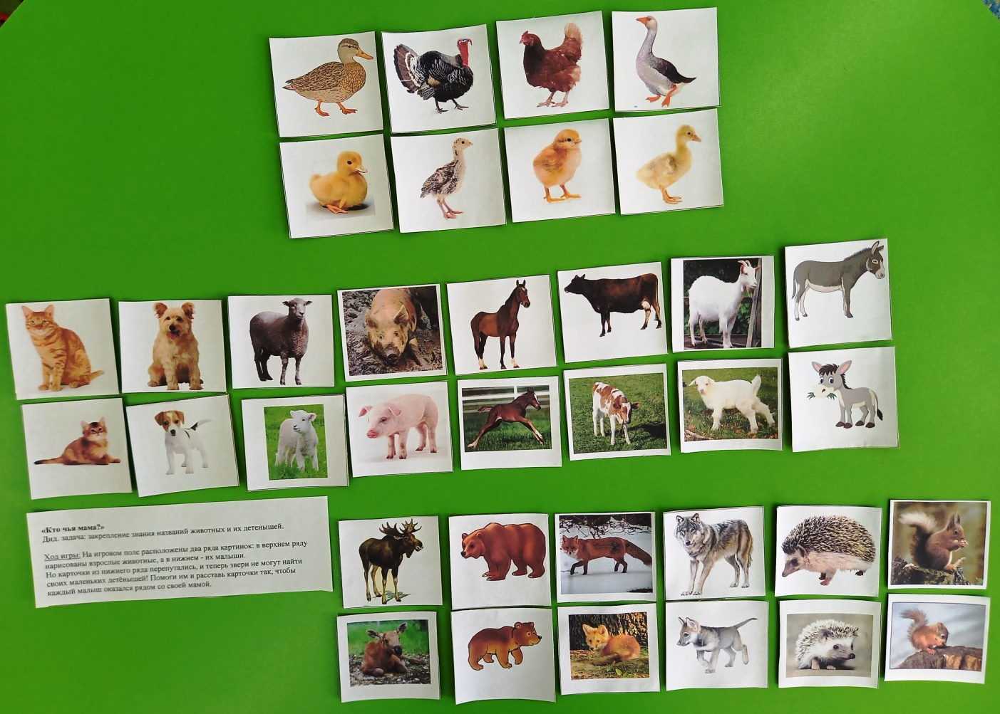 «Кто чья мама?»
Дид. задача: закрепление знания названий животных и их детенышей.
Ход игры: На игровом поле расположены два ряда картинок: в верхнем ряду
нарисованы взрослые животные, а в нижнем - их малыши.
Но карточки из нижнего ряда перепутались, и теперь звери не могут найти
своих маленьких детёнышей! Помоги им и расставь карточки так, чтобы
каждый малыш оказался рядом со своей мамой.